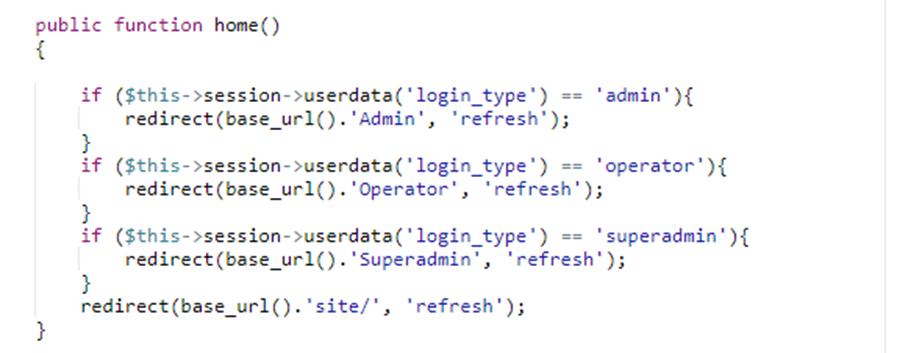 public function home()
{
if ($this->session->userdata('login_type') == 'admin'){
redirect(base_url().'Admin', 'refresh');
}
if ($this->session->userdata('login_type') == 'operator'){
redirect(base_url().'Operator', 'refresh');
}
if ($this->session->userdata('login_type') == 'superadmin'){
redirect(base_url().'Superadmin', 'refresh');
}
redirect(base_url().'site/', 'refresh');
}